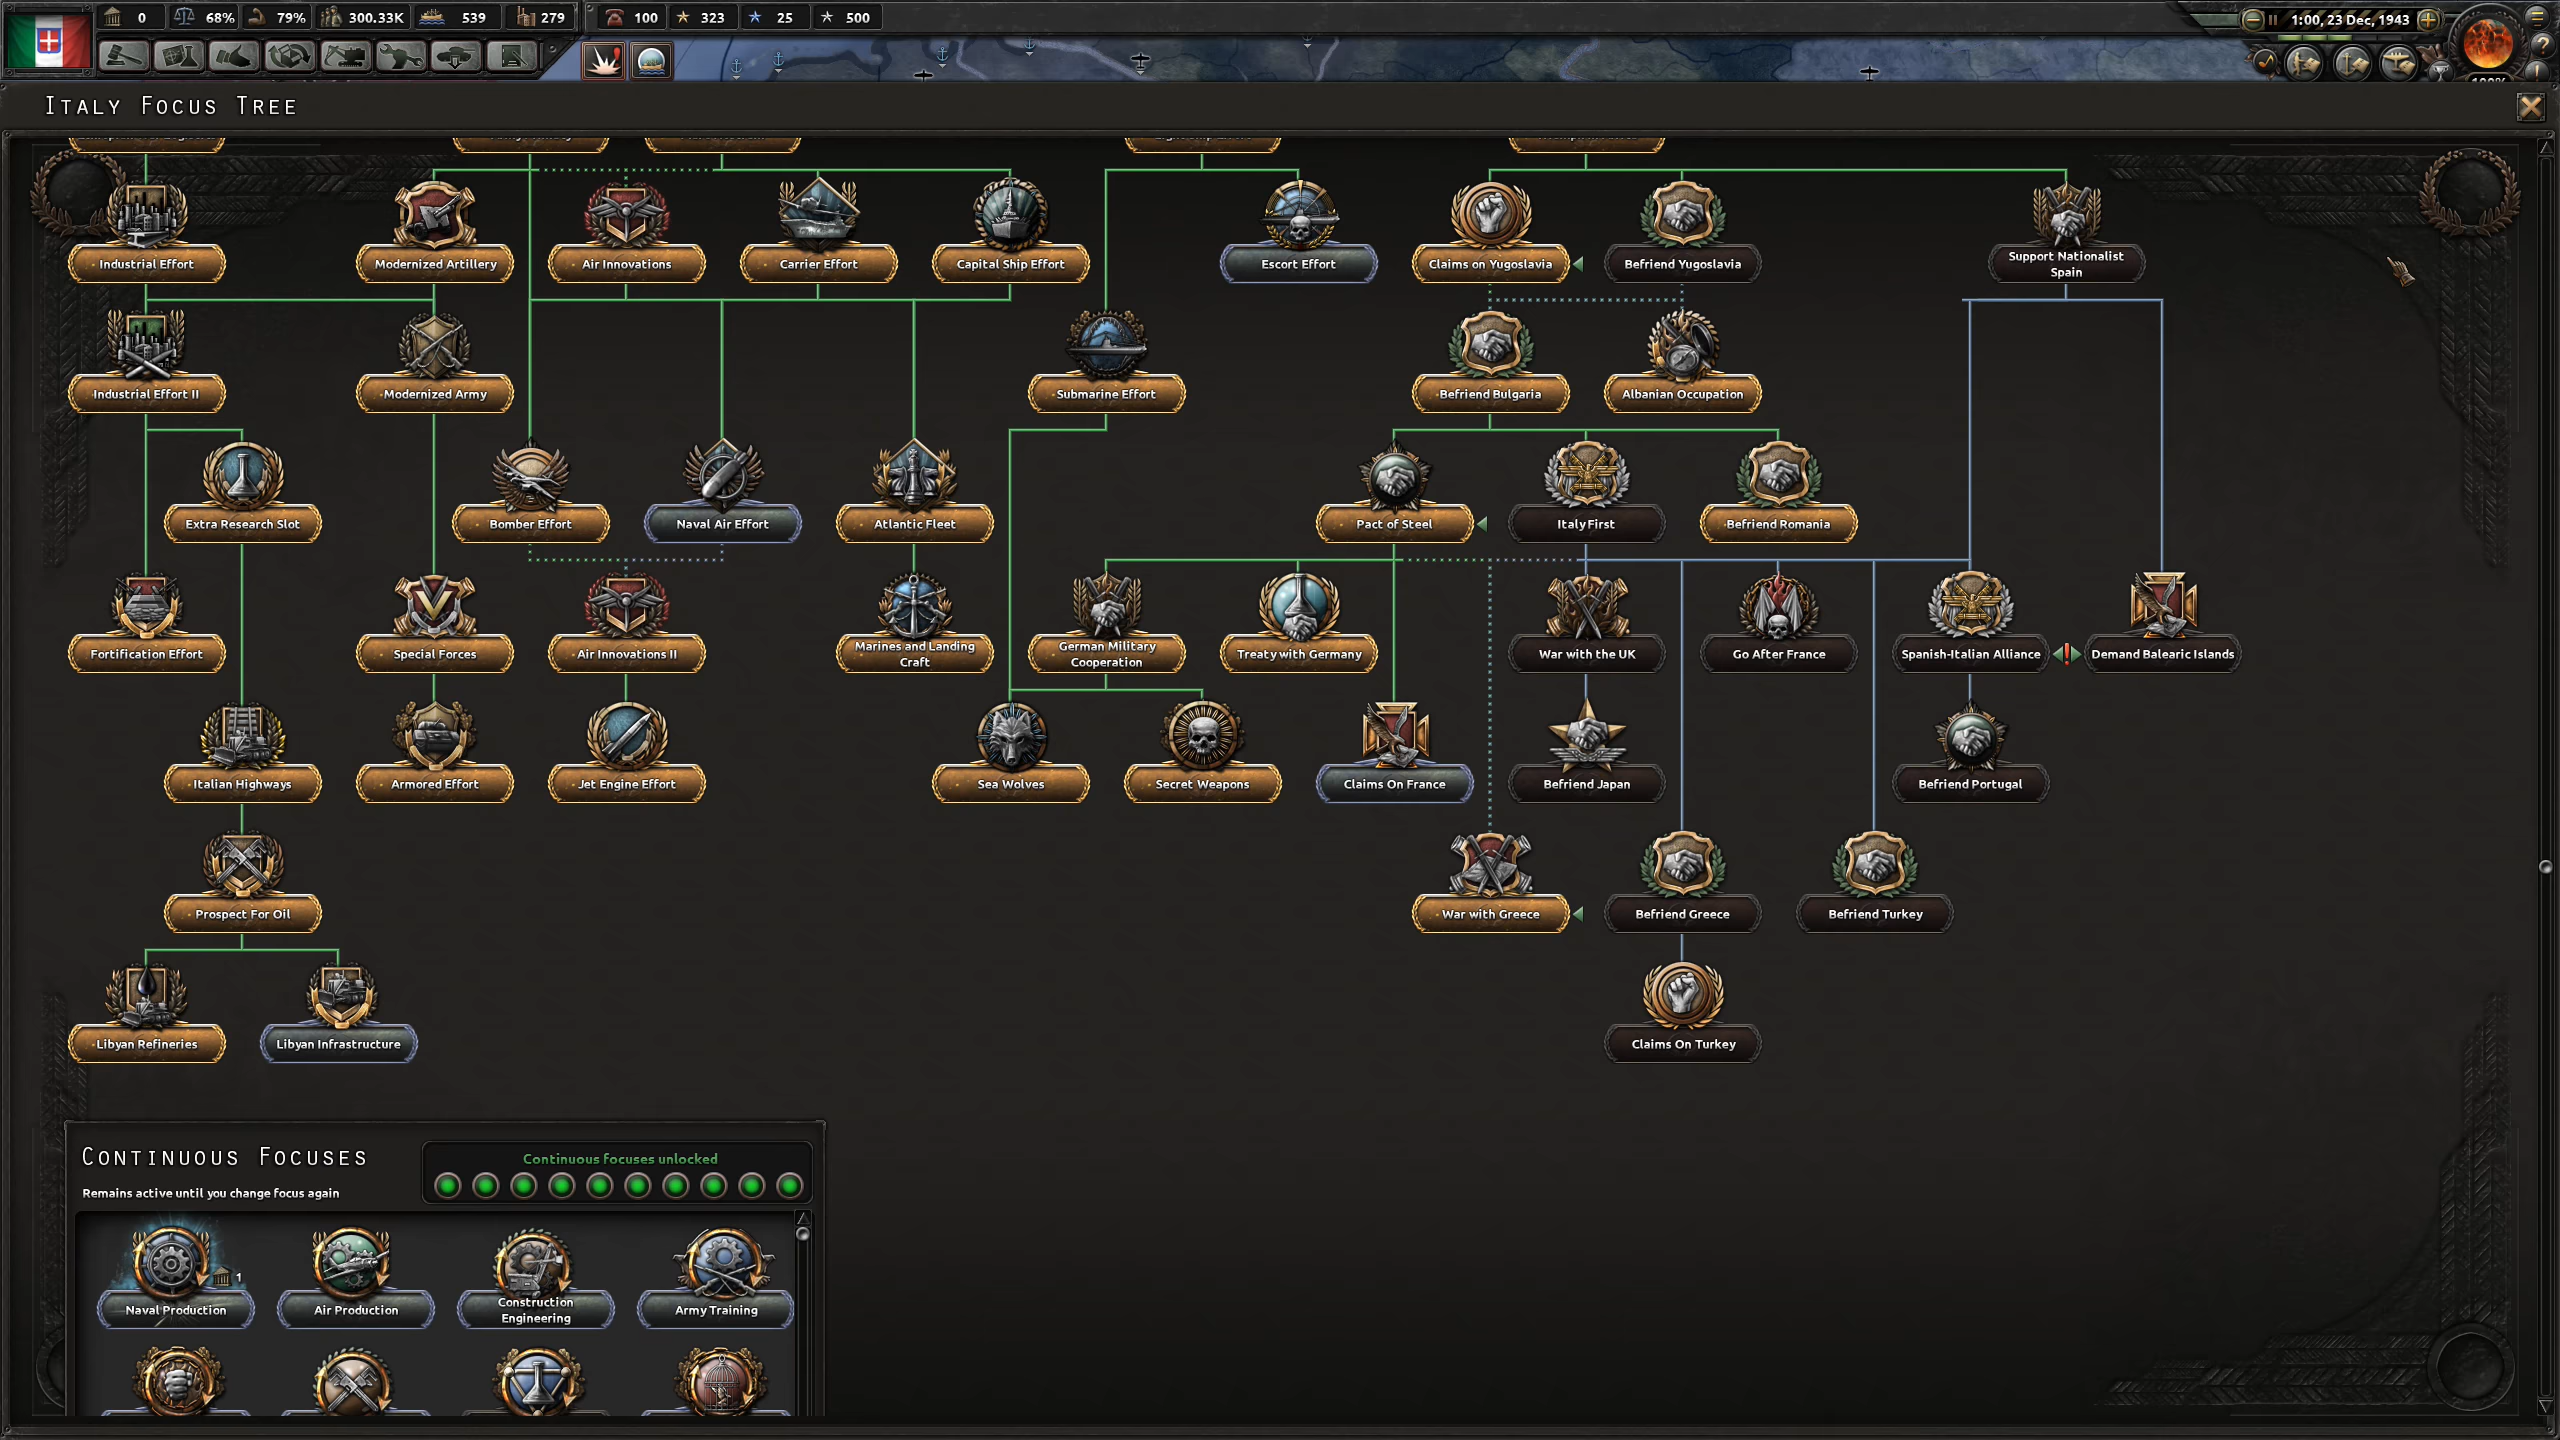 0
68%
79%
300.33K
539
279
100
323
25
500
1:00, 23 Dec, 1943
Italy Focus Tree
Industrial Effort
Modernized Artillery
Air Innovations
Carrier Effort
Capital Ship Effort
Escort Effort
Claims on Yugoslavia
Befriend Yugoslavia
Support Nationalist
Spain
Industrial Effort II
Modernized Army
Submarine Effort
Befriend Bulgaria
Albanian Occupation
Extra Research Slot
Bomber Effort
Naval Air Effort
Atlantic Fleet
Pact of Steel
Italy First
Befriend Romania
Fortification Effort
Special Forces
Air Innovations II
Marines and Landing
Craft
German Military
Cooperation
Treaty with Germany
War with the UK
Go After France
Spanish-Italian Alliance
Demand Balearic Islands
Italian Highways
Armored Effort
Jet Engine Effort
Sea Wolves
Secret Weapons
Claims On France
Befriend Japan
Befriend Portugal
Prospect For Oil
War with Greece
Befriend Greece
Befriend Turkey
Libyan Refineries
Libyan Infrastructure
Claims On Turkey
Continuous Focuses
Continuous focuses unlocked
Remains active until you change focus again
1
Naval Production
Air Production
Construction
Engineering
Army Training